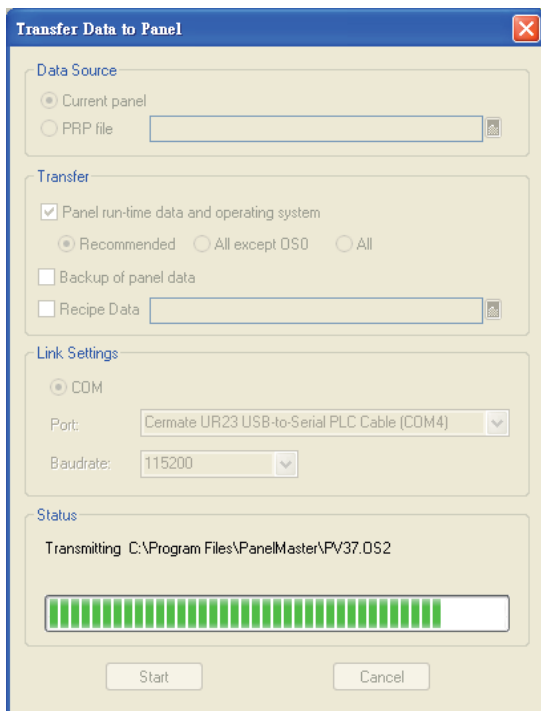 Transfer Data to Panel
Data Source
Current panel
PRP file
Transfer
Panel run-time data and operating system
Recommended All except OS0 All
Backup of panel data
Recipe Data
Link Settings
COM
Port: Cermate UR23 USB-to-Serial PLC Cable (COM4)
Baudrate: 115200
Status
Transmitting C:\Program Files\PanelMaster\PV37.OS2
Start Cancel